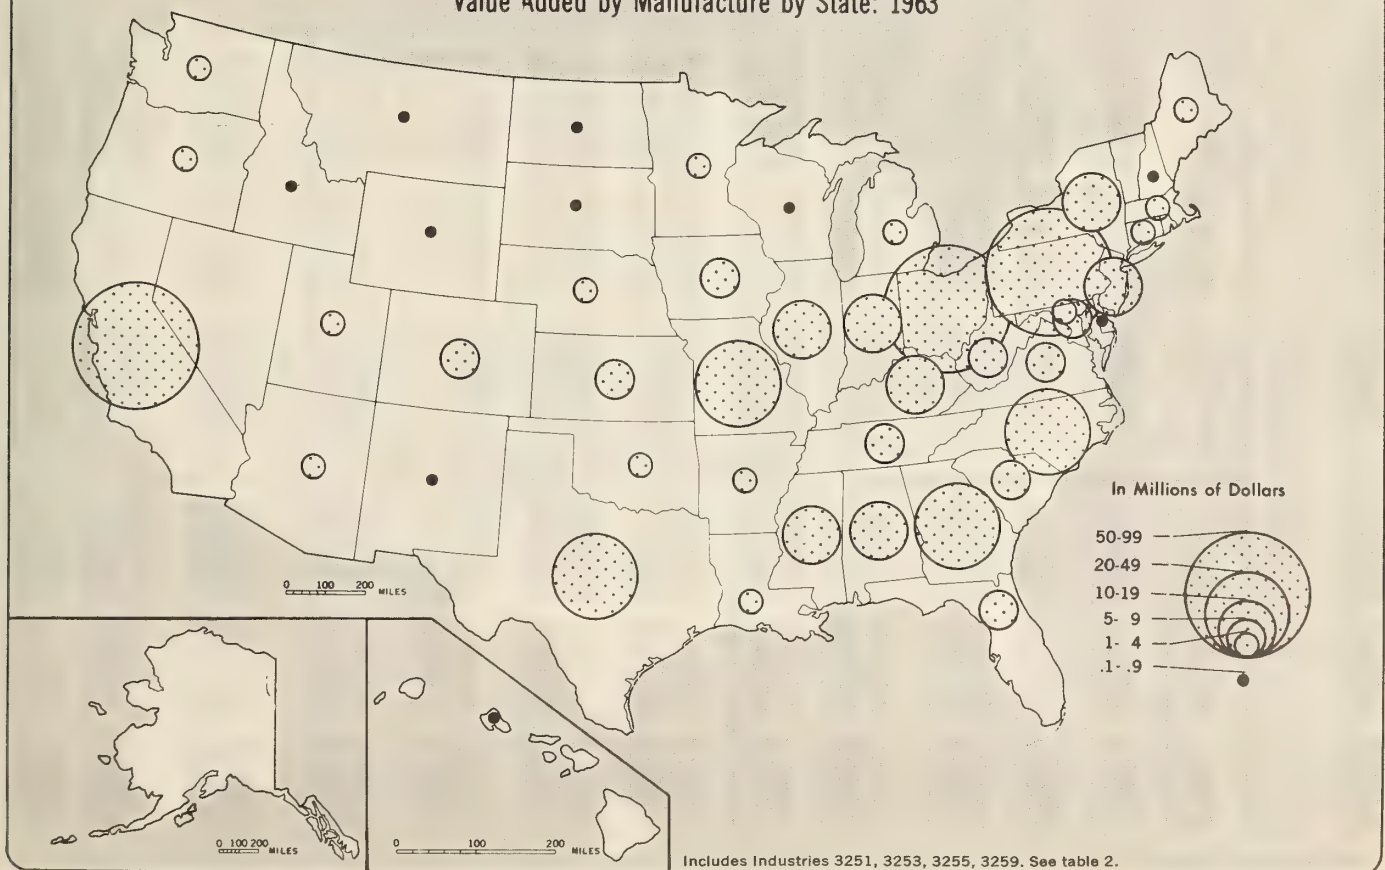 Value Added by Manufacture by State: 1963
In Millions of Dollars
50-99
20-49
10-19
5- 9
1- 4
.1- .9
0 100 200 MILES
0 100 200 MILES
0 100 200 MILES
Includes Industries 3251, 3253, 3255, 3259. See table 2.